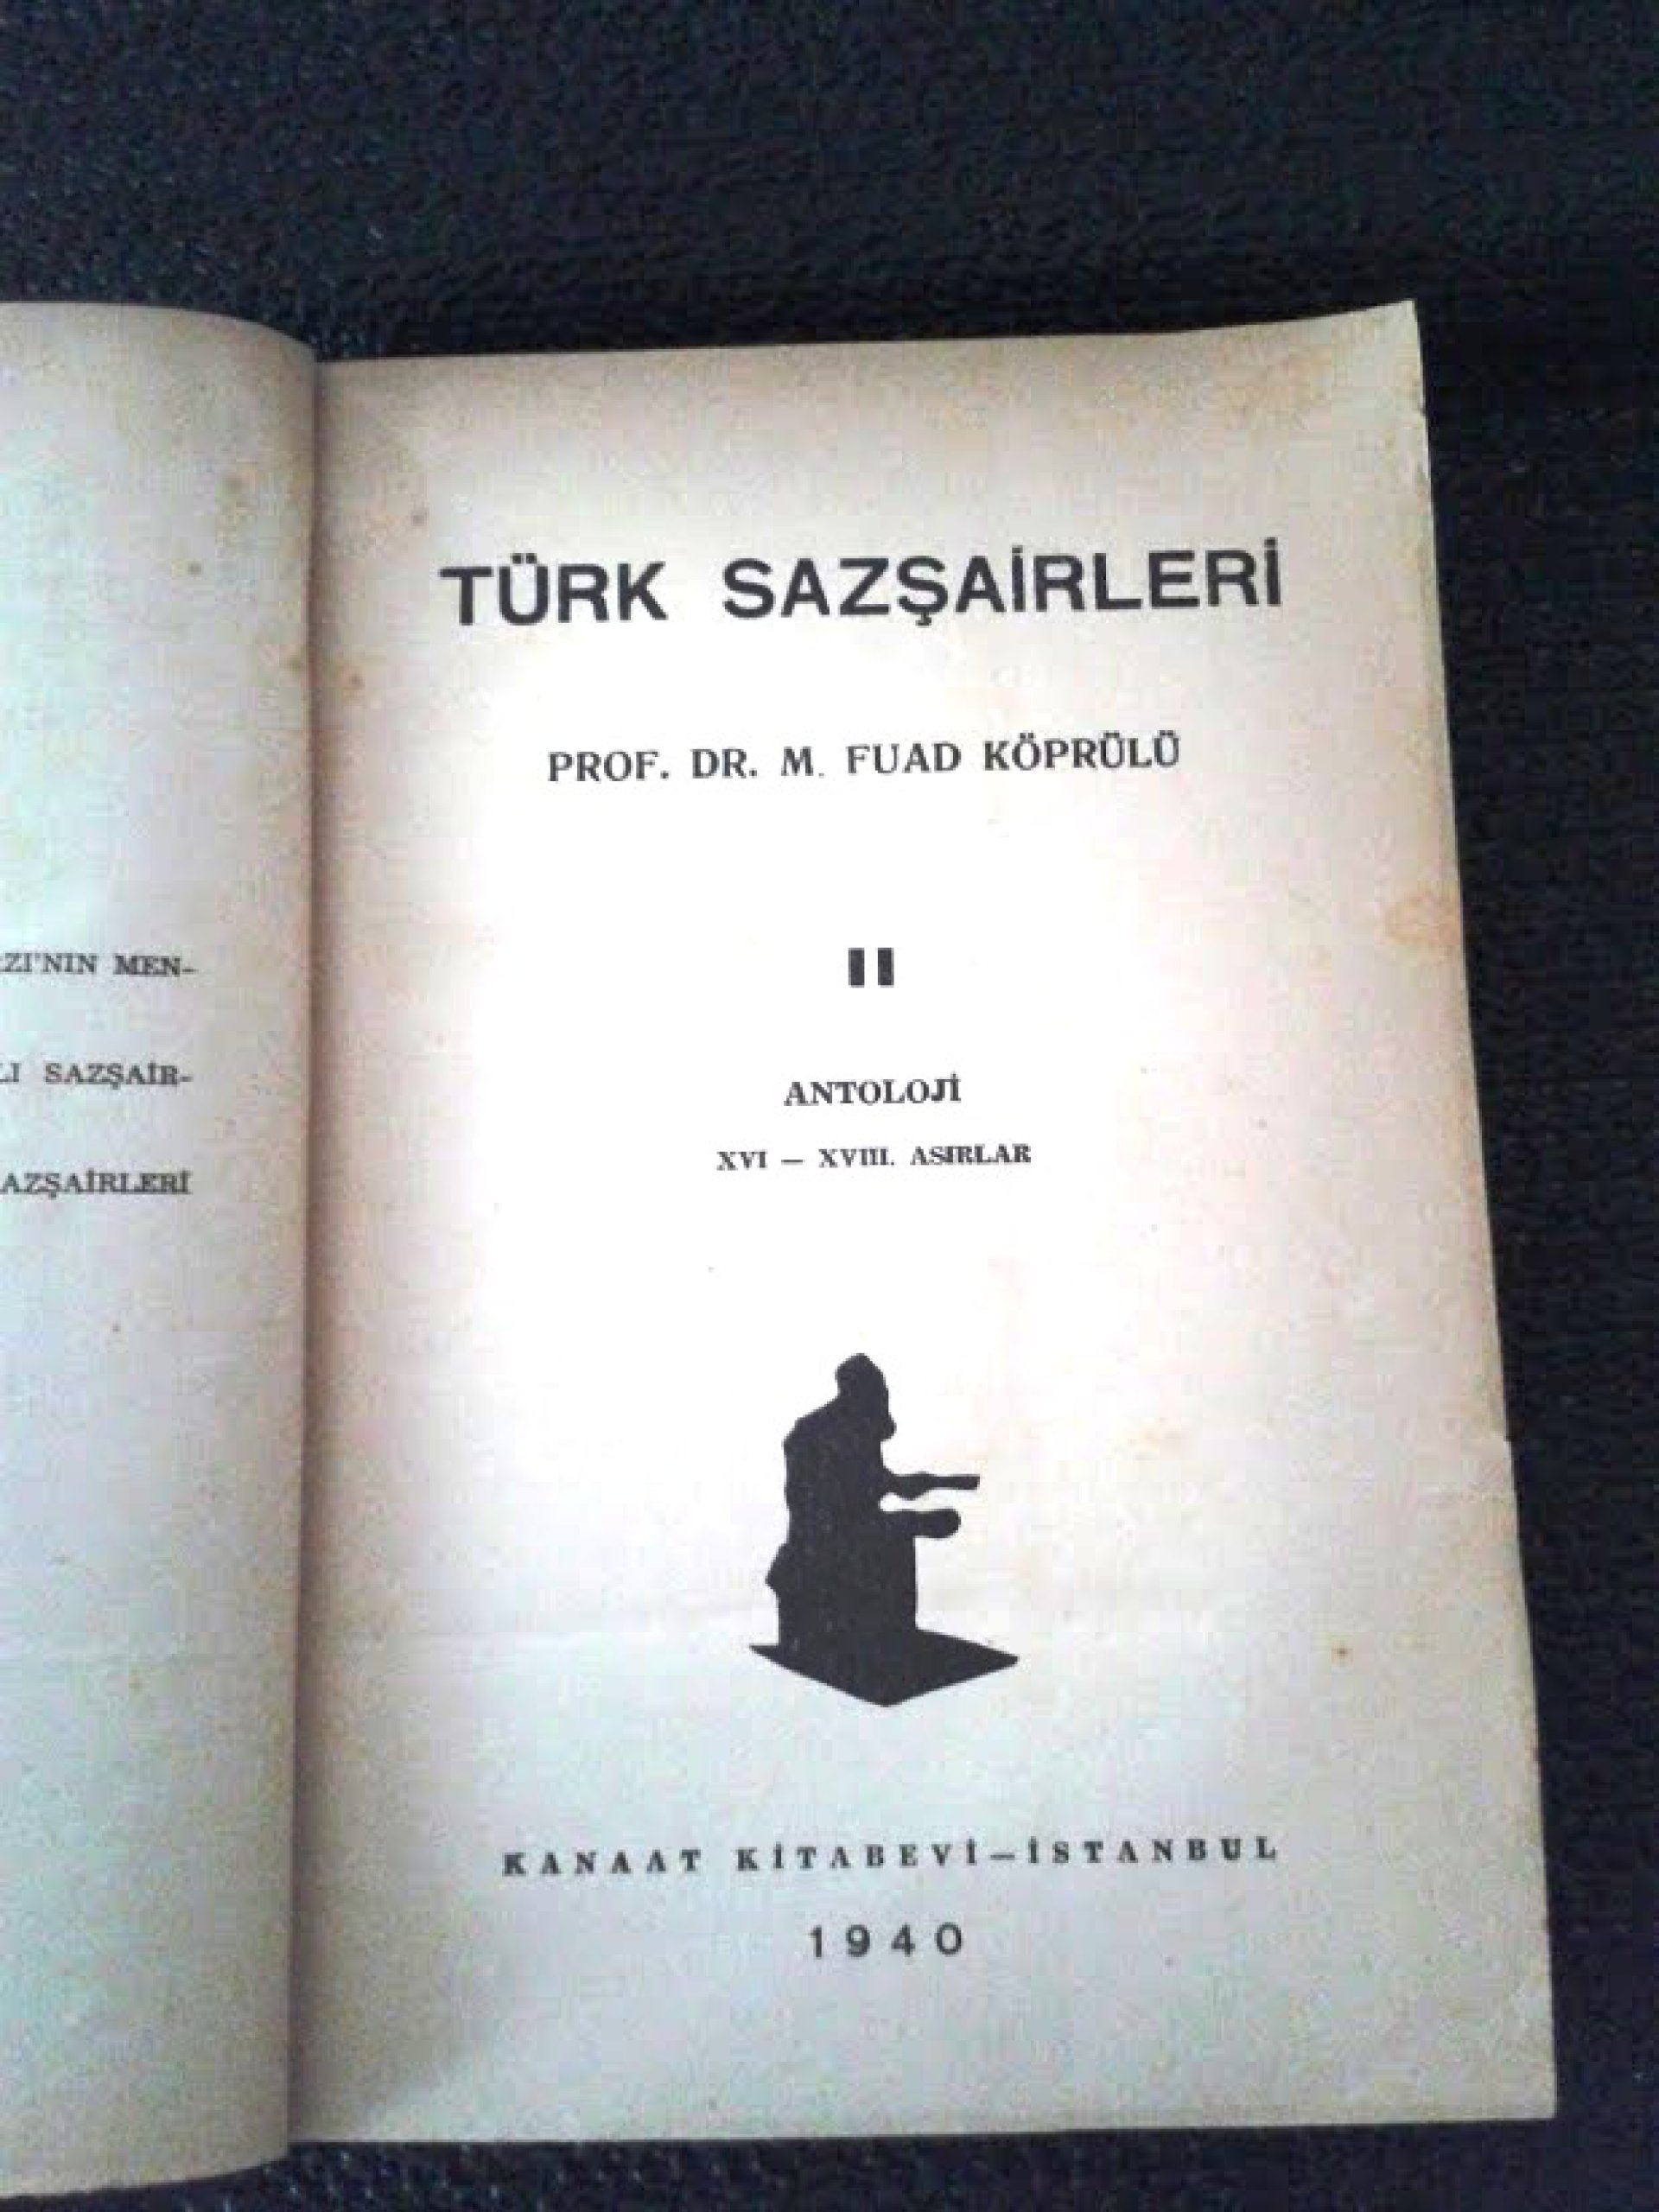 ZI'NIN MEN-
LI SAZŞAİR-
AZŞAİRLERİ
TÜRK SAZŞAİRLERİ
PROF. DR. M. FUAD KÖPRÜLÜ
II
ANTOLOJİ
XVI — XVIII. ASIRLAR
KANAAT KİTABEVİ—İSTANBUL
1940